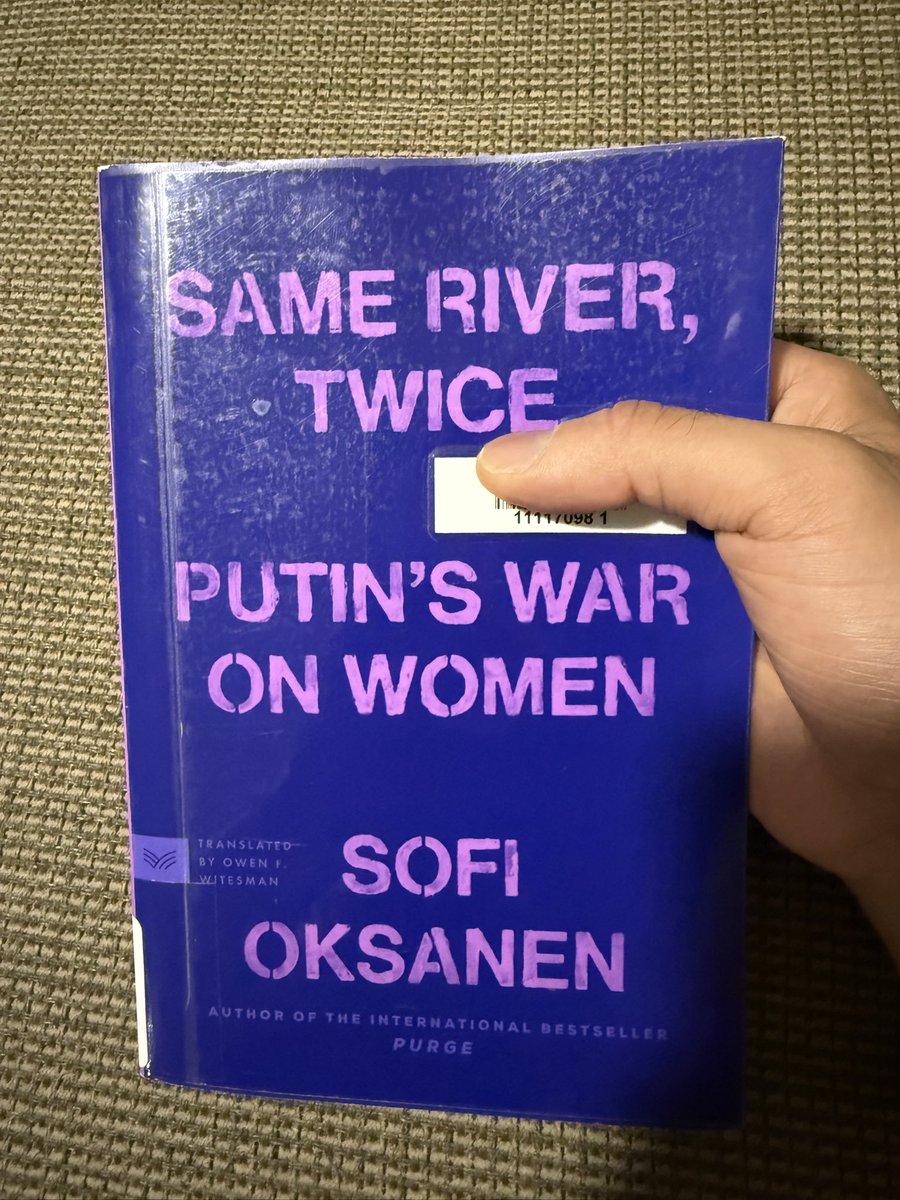 SAME RIVER,
TWICE
11117098 1
PUTIN'S WAR
ON WOMEN
TRANSLATED
BY OWEN F.
WITESMAN
SOFI
OKSANEN
AUTHOR OF THE INTERNATIONAL BESTSELLER
PURGE